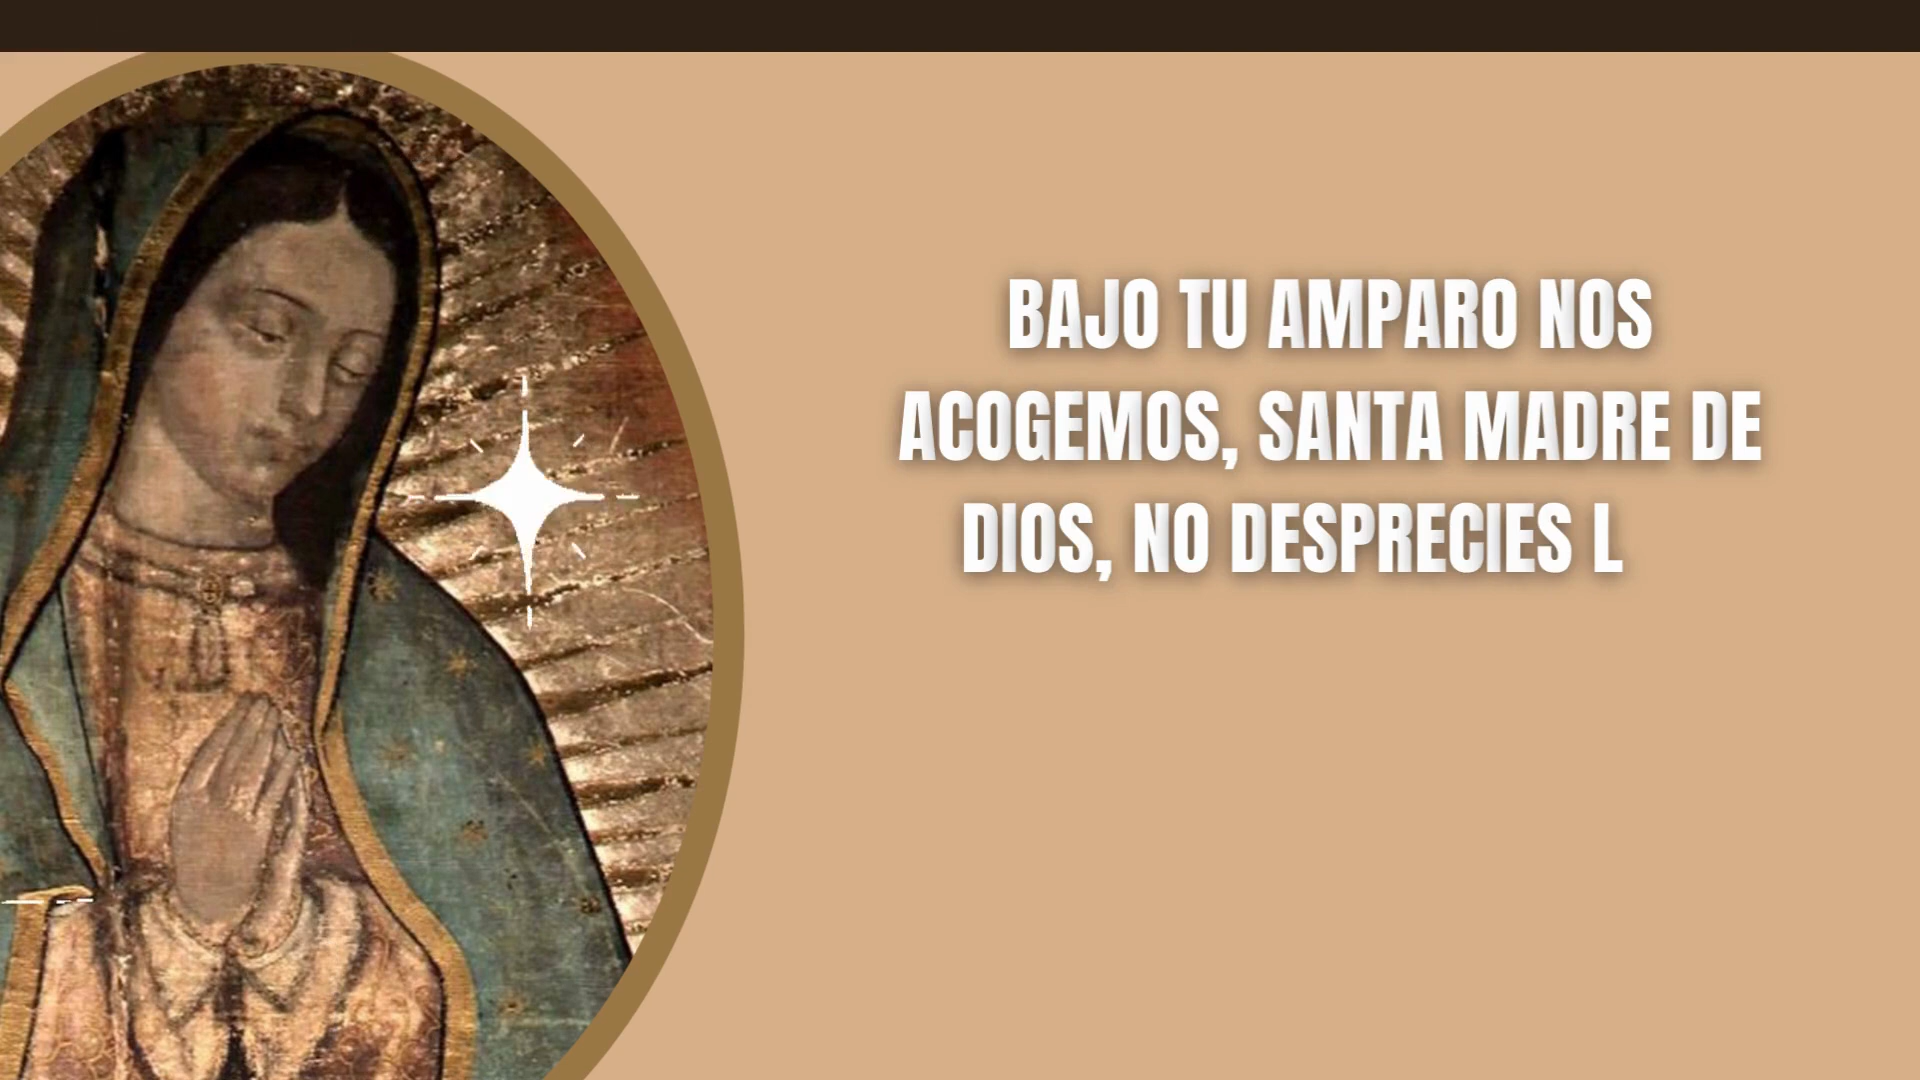 BAJO TU AMPARO NOS
ACOGEMOS, SANTA MADRE DE
DIOS, NO DESPRECIES L